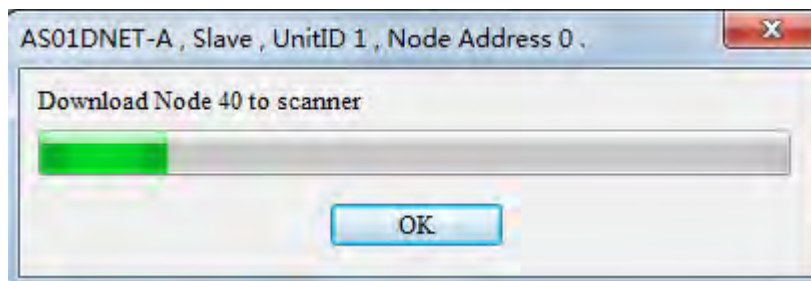 AS01DNET-A , Slave , UnitID 1 , Node Address 0 .
Download Node 40 to scanner
OK